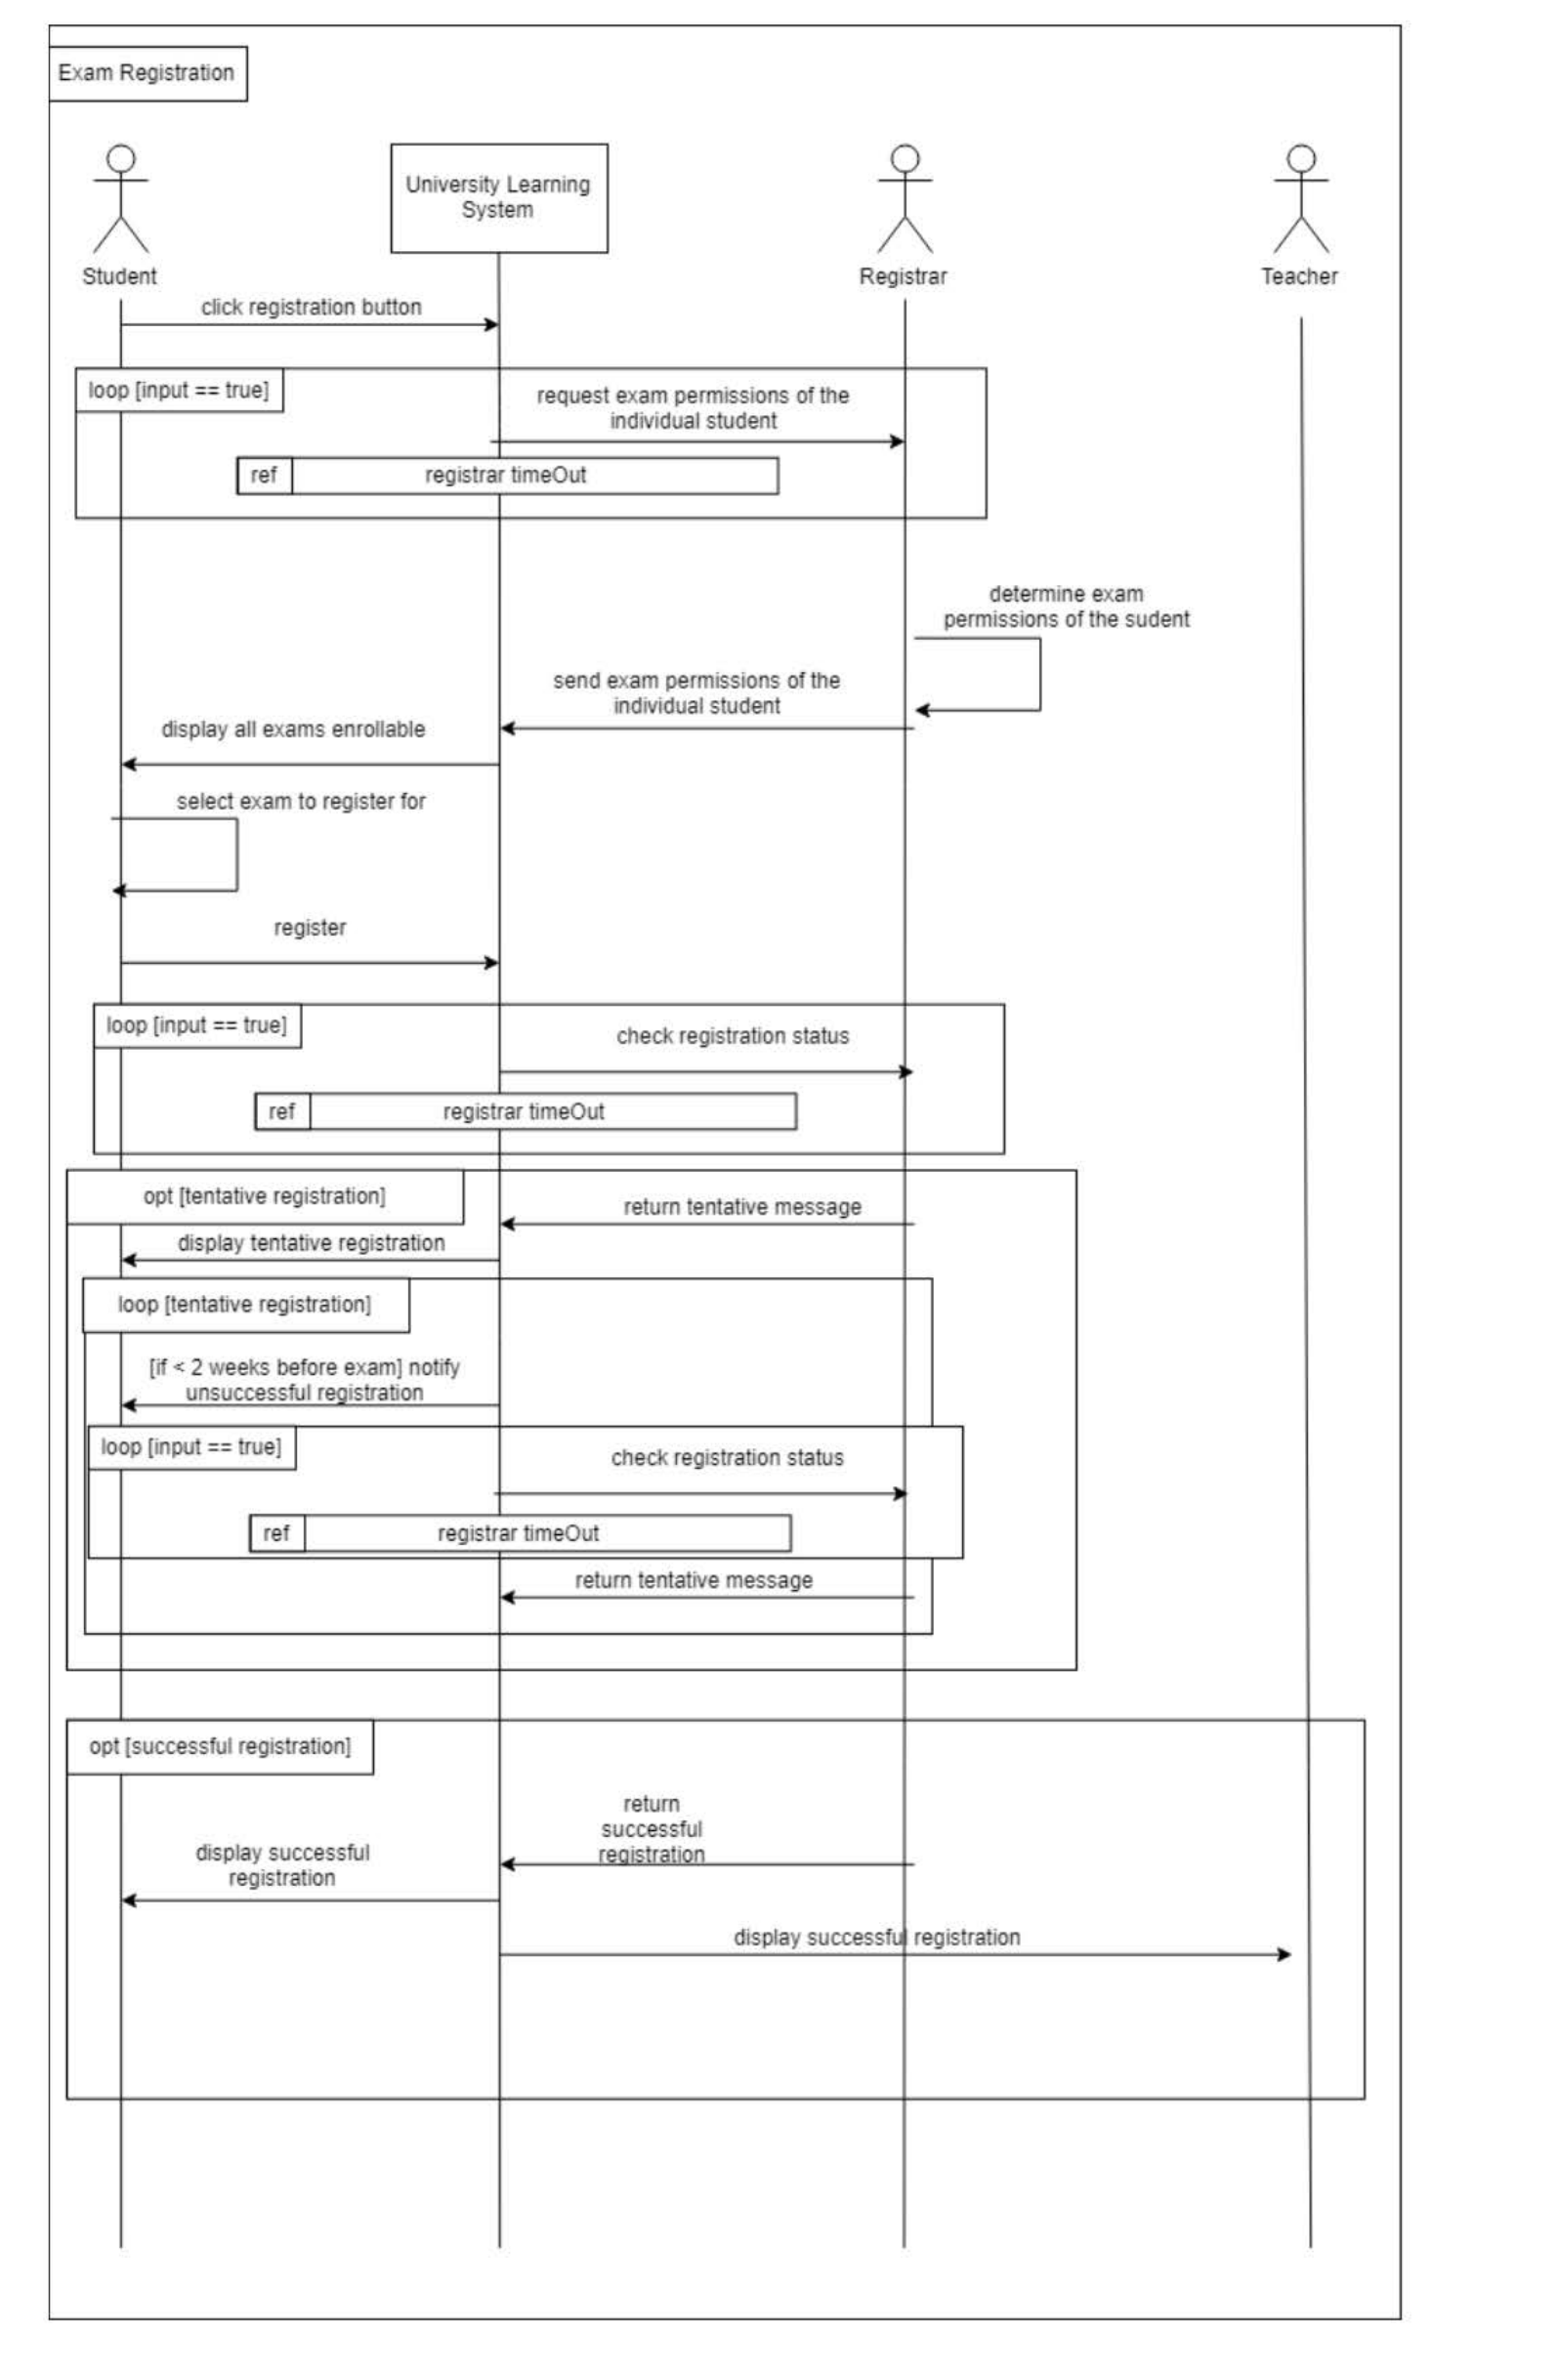 Exam Registration
University Learning
System
Student
Registrar
Teacher
click registration button
loop [input == true]
request exam permissions of the
individual student
ref
registrar timeOut
determine exam
permissions of the sudent
send exam permissions of the
individual student
display all exams enrollable
select exam to register for
register
loop [input == true]
check registration status
ref
registrar timeOut
opt [tentative registration]
return tentative message
display tentative registration
loop [tentative registration]
[if < 2 weeks before exam] notify
unsuccessful registration
loop [input == true]
check registration status
ref
registrar timeOut
return tentative message
opt [successful registration]
return
successful
registration
display successful
registration
display successful registration